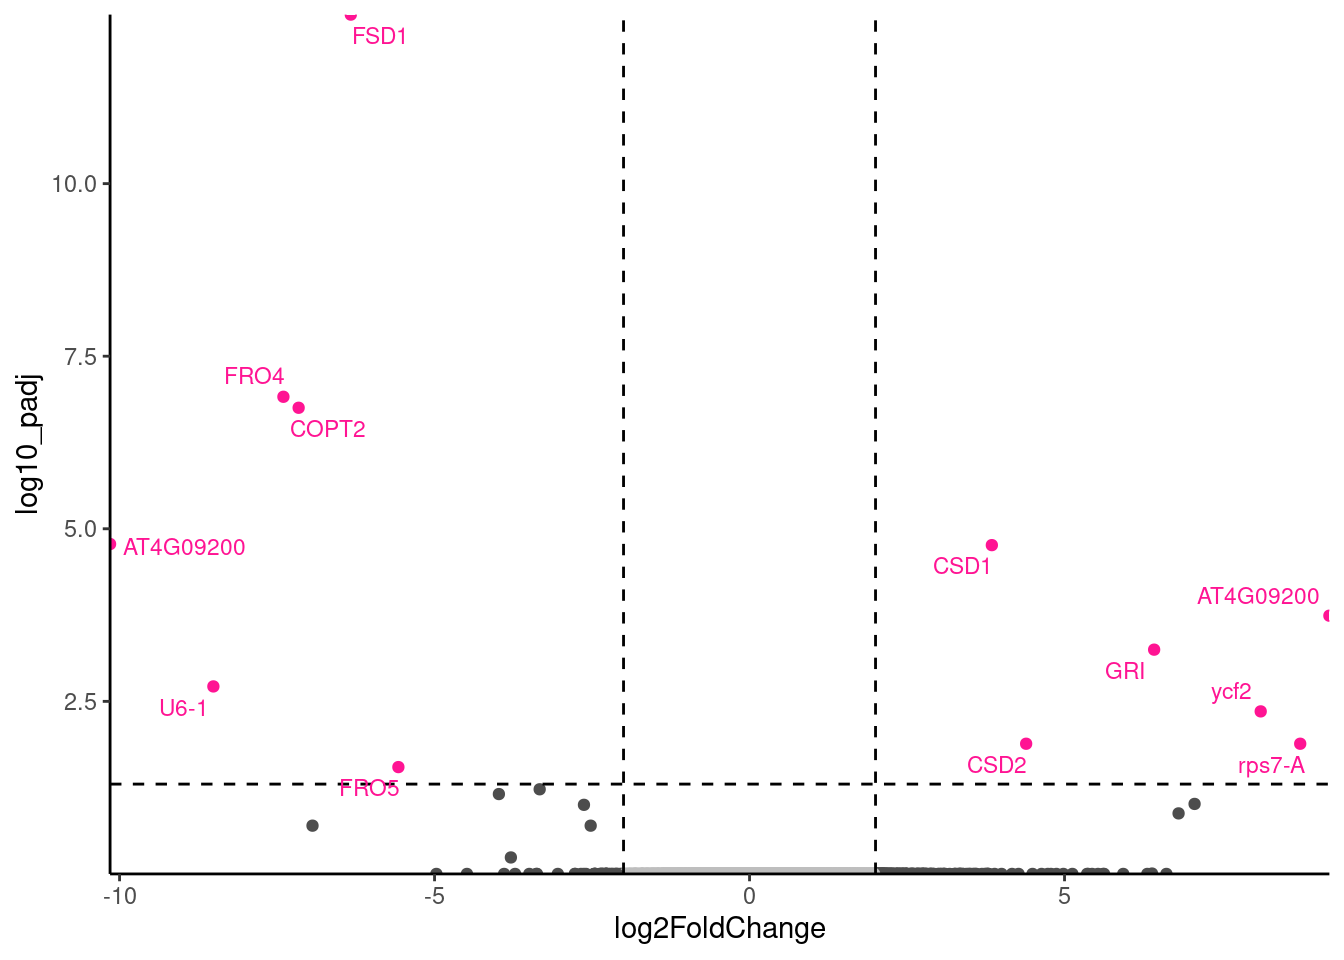 FSD1
10.0
7.5
FRO4
COPT2
log10_padj
5.0
AT4G09200
CSD1
AT4G09200
GRI
2.5
U6-1
ycf2
CSD2
rps7-A
FRO5
-10
-5
0
5
log2FoldChange